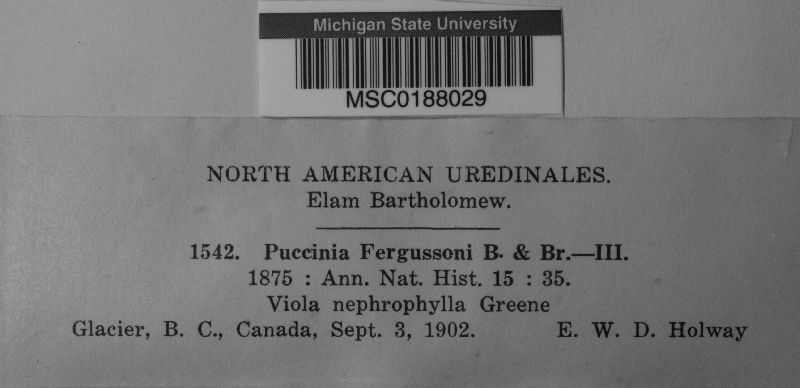 Michigan State University
MSC0188029
NORTH AMERICAN UREDINALES.
Elam Bartholomew.
1542. Puccinia Fergussoni B. & Br.—III.
1875 : Ann. Nat. Hist. 15 : 35.
Viola nephrophylla Greene
Glacier, B. C., Canada, Sept. 3, 1902. E. W. D. Holway